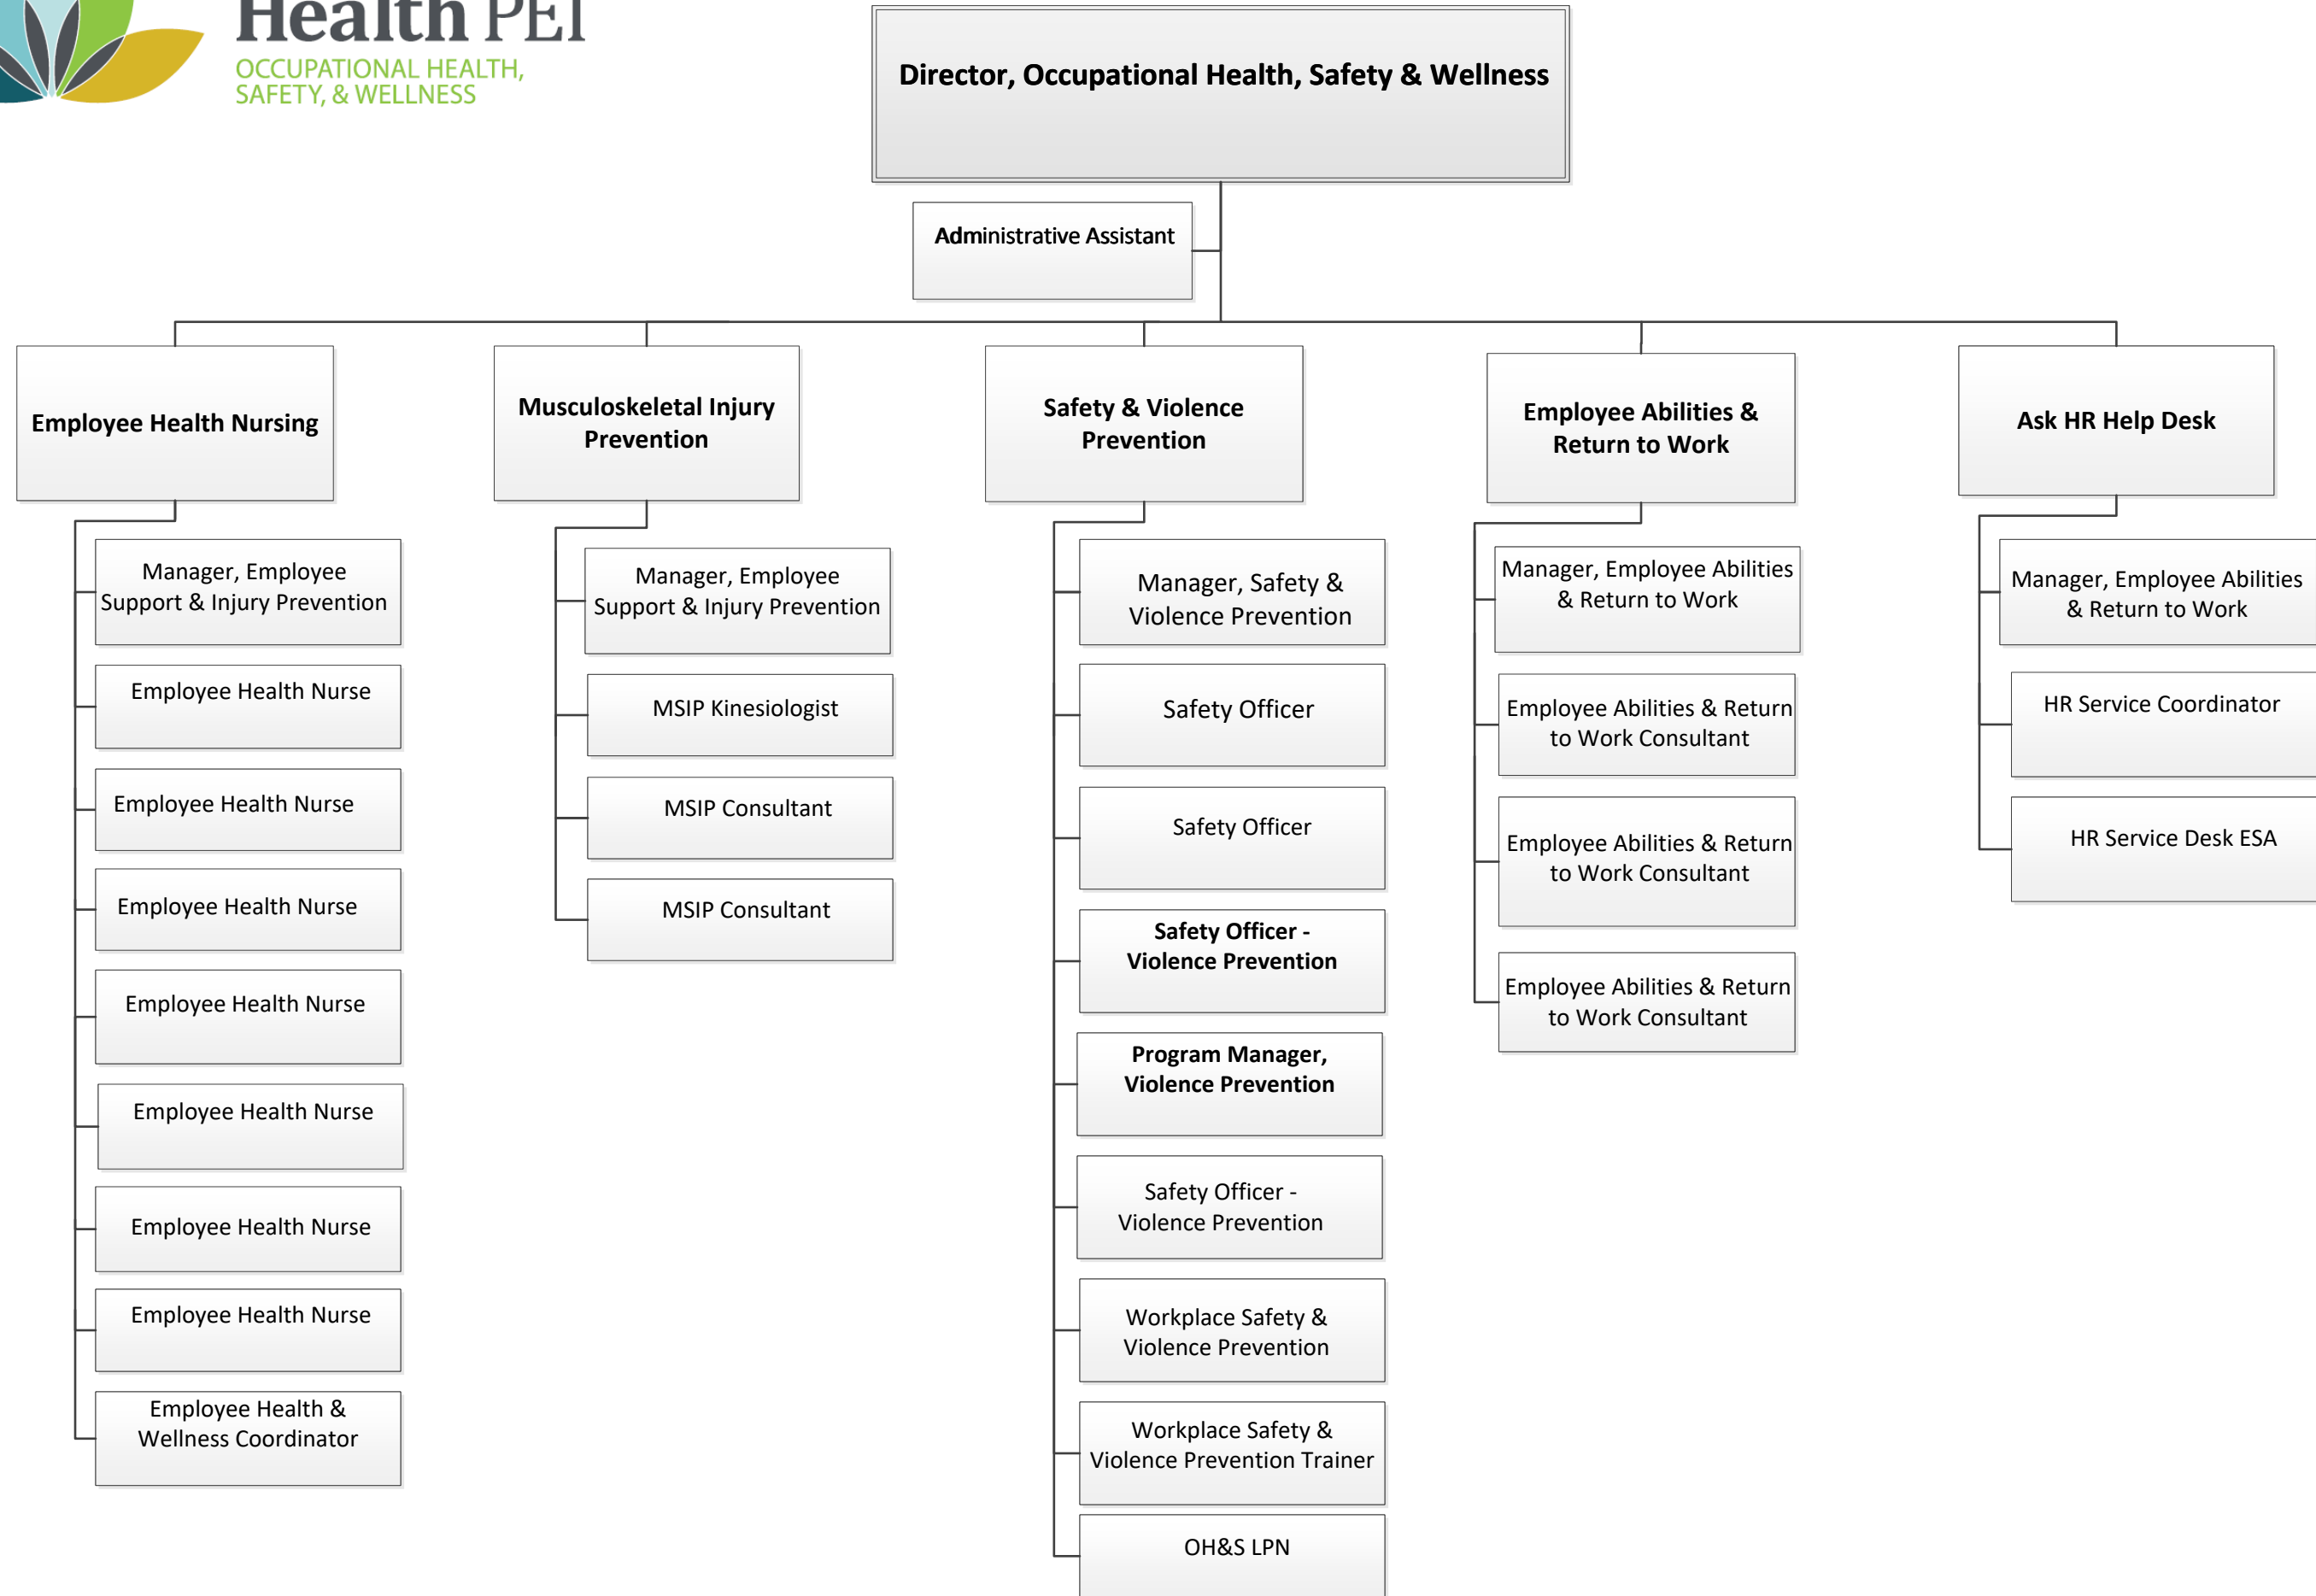 Health PEI
OCCUPATIONAL HEALTH,
SAFETY, & WELLNESS
Director, Occupational Health, Safety & Wellness
Administrative Assistant
Employee Health Nursing
Manager, Employee
Support & Injury Prevention
Employee Health Nurse
Employee Health Nurse
Employee Health Nurse
Employee Health Nurse
Employee Health Nurse
Employee Health Nurse
Employee Health Nurse
Employee Health &
Wellness Coordinator
Musculoskeletal Injury
Prevention
Manager, Employee
Support & Injury Prevention
MSIP Kinesiologist
MSIP Consultant
MSIP Consultant
Safety & Violence
Prevention
Manager, Safety &
Violence Prevention
Safety Officer
Safety Officer
Safety Officer -
Violence Prevention
Program Manager,
Violence Prevention
Safety Officer -
Violence Prevention
Workplace Safety &
Violence Prevention
Workplace Safety &
Violence Prevention Trainer
OH&S LPN
Employee Abilities &
Return to Work
Manager, Employee Abilities
& Return to Work
Employee Abilities & Return
to Work Consultant
Employee Abilities & Return
to Work Consultant
Employee Abilities & Return
to Work Consultant
Ask HR Help Desk
Manager, Employee Abilities
& Return to Work
HR Service Coordinator
HR Service Desk ESA